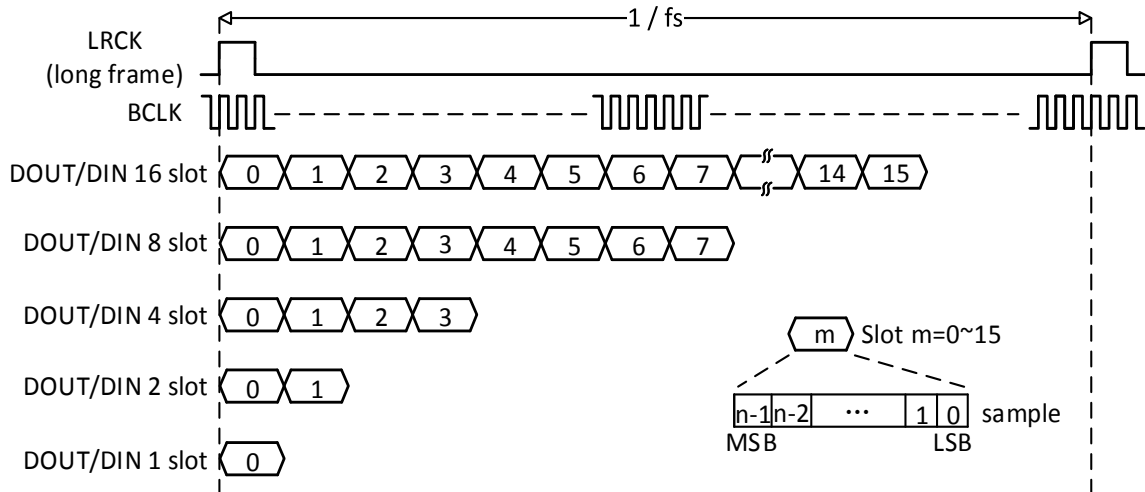 1 / fs
LRCK
(long frame)
BCLK
DOUT/DIN 16 slot 0 1 2 3 4 5 6 7 14 15
DOUT/DIN 8 slot 0 1 2 3 4 5 6 7
DOUT/DIN 4 slot 0 1 2 3
m Slot m=0~15
DOUT/DIN 2 slot 0 1
n-1 n-2 ··· 1 0 sample
MSB LSB
DOUT/DIN 1 slot 0